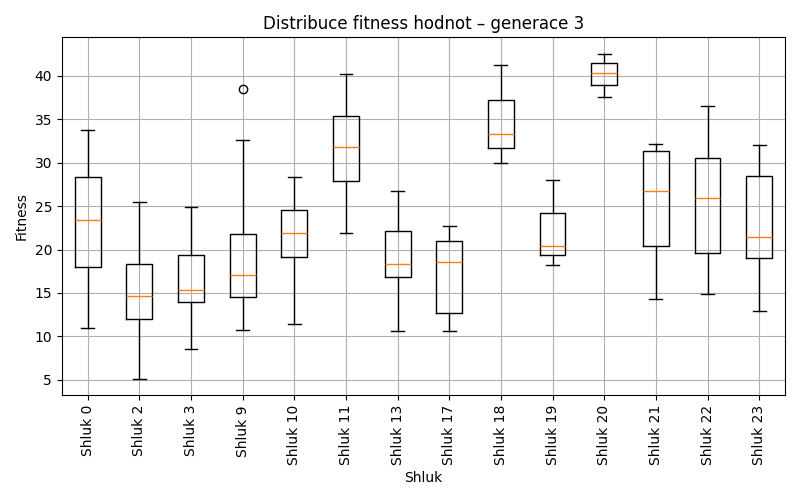 Distribuce fitness hodnot – generace 3
Fitness
40
35
30
25
20
15
10
5
Shluk 0
Shluk 2
Shluk 3
Shluk 9
Shluk 10
Shluk 11
Shluk 13
Shluk 17
Shluk 18
Shluk 19
Shluk 20
Shluk 21
Shluk 22
Shluk 23
Shluk